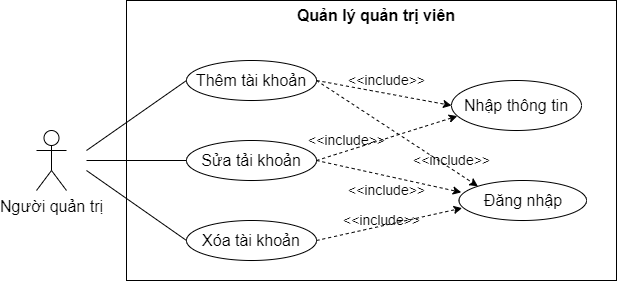 Quản lý quản trị viên
Thêm tài khoản
<<include>>
Nhập thông tin
<<include>>
Sửa tải khoản
<<include>>
<<include>>
Người quản trị
Đăng nhập
<<include>>
Xóa tài khoản